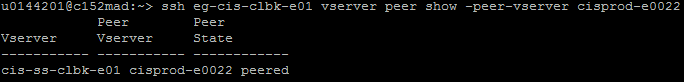 u0144201@c152mad:~> ssh eg-cis-clbk-e01 vserver peer show -peer-vserver cisprod-e0022
            Peer        Peer
Vserver     Vserver     State
----------- ----------- ------------
cis-ss-clbk-e01 cisprod-e0022 peered